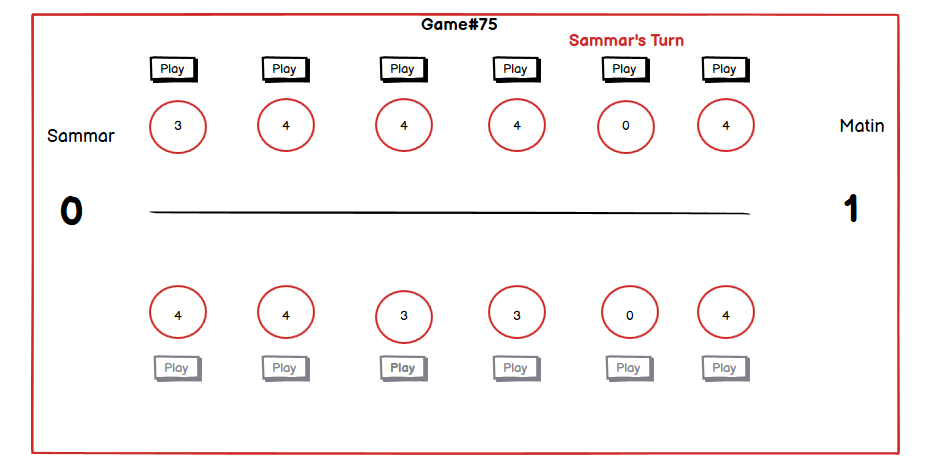 Game#75
Sammar's Turn
Play Play Play Play Play Play
3 4 4 4 0 4
Sammar
Matin
0
1
4 4 3 3 0 4
Play Play Play Play Play Play